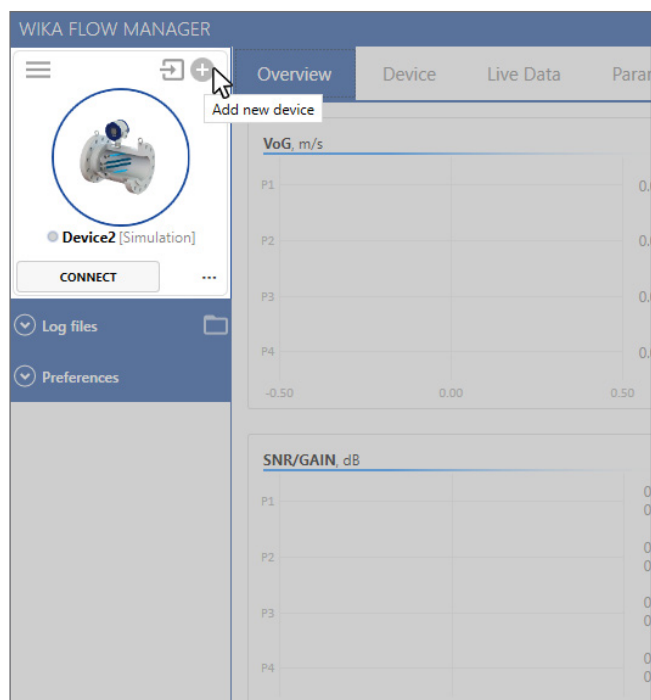 WIKA FLOW MANAGER
Overview Device Live Data
Add new device
Device2 [Simulation]
CONNECT ...
Log files
Preferences
VoG, m/s
P1
P2
P3
P4
-0.50 0.00 0.50
SNR/GAIN, dB
P1
P2
P3
P4